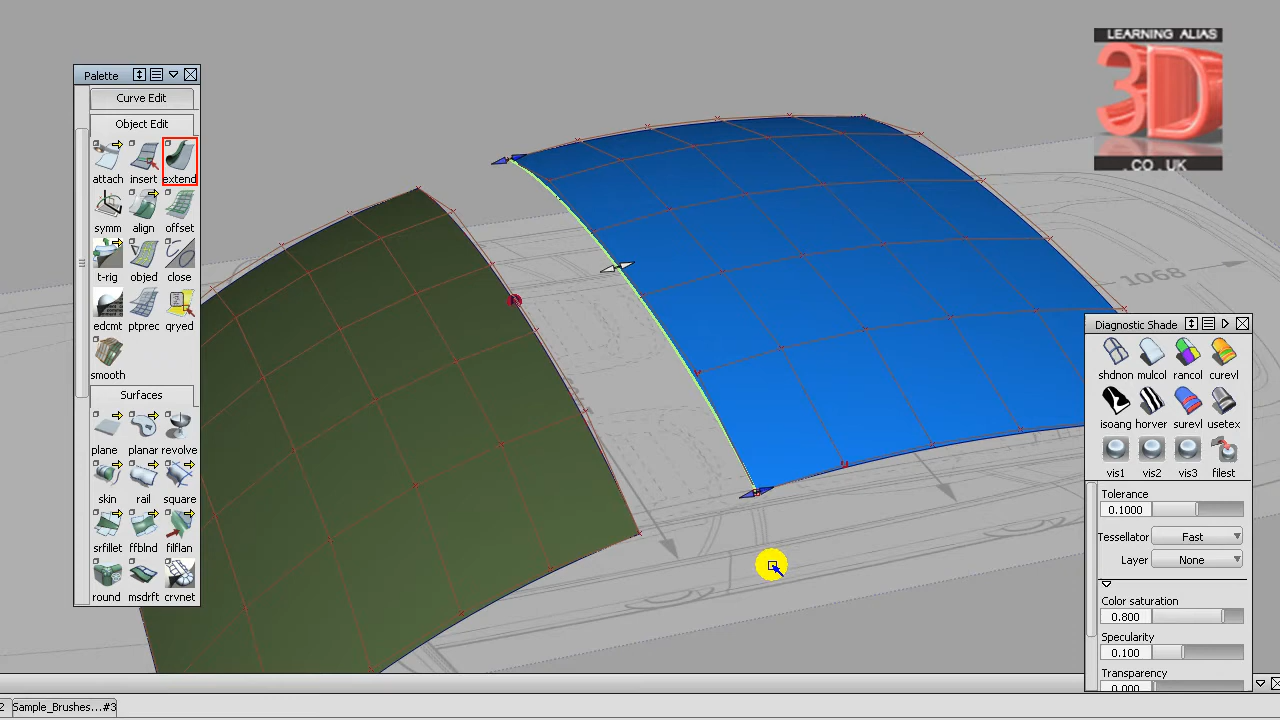 LEARNING ALIAS
3D
.CO.UK
Palette
Curve Edit
Object Edit
attach insert extend
symm align offset
t-rig objed close
edcmt ptprec qryed
smooth
Surfaces
plane planar revolve
skin rail square
srfillet ffblnd filflan
round msdrft crvnet
1068
Diagnostic Shade
shdnon mulcol rancol curevl
isoang horver surevl usetex
vis1 vis2 vis3 filest
Tolerance
0.1000
Tessellator Fast
Layer None
Color saturation
0.800
Specularity
0.100
Transparency
0.000
2 Sample_Brushes...#3